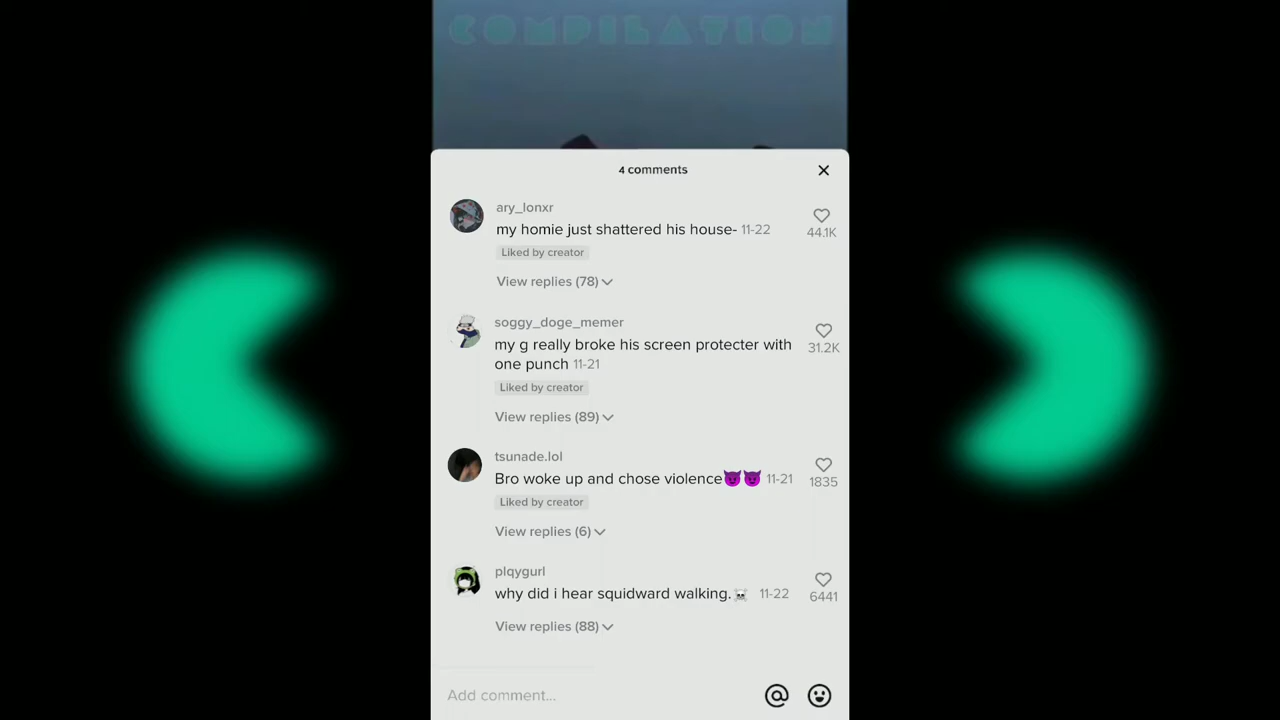 COMPILATION
4 comments
ary_lonxr
my homie just shattered his house- 11-22
44.1K
Liked by creator
View replies (78)
soggy_doge_memer
my g really broke his screen protecter with
one punch 11-21
31.2K
Liked by creator
View replies (89)
tsunade.lol
Bro woke up and chose violence😈😈 11-21
1835
Liked by creator
View replies (6)
plqygurl
why did i hear squidward walking.☠️ 11-22
6441
View replies (88)
Add comment...